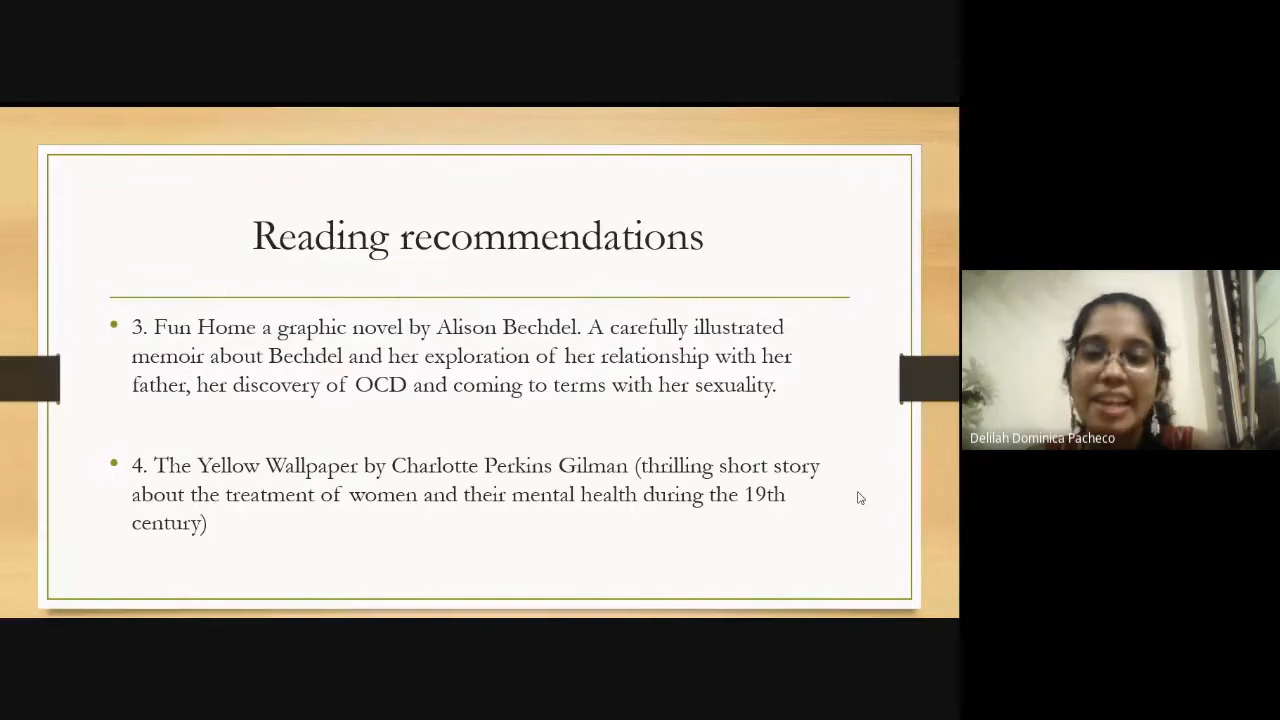 Reading recommendations
• 3. Fun Home a graphic novel by Alison Bechdel. A carefully illustrated
memoir about Bechdel and her exploration of her relationship with her
father, her discovery of OCD and coming to terms with her sexuality.
• 4. The Yellow Wallpaper by Charlotte Perkins Gilman (thrilling short story
about the treatment of women and their mental health during the 19th
century)
Delilah Dominica Pacheco